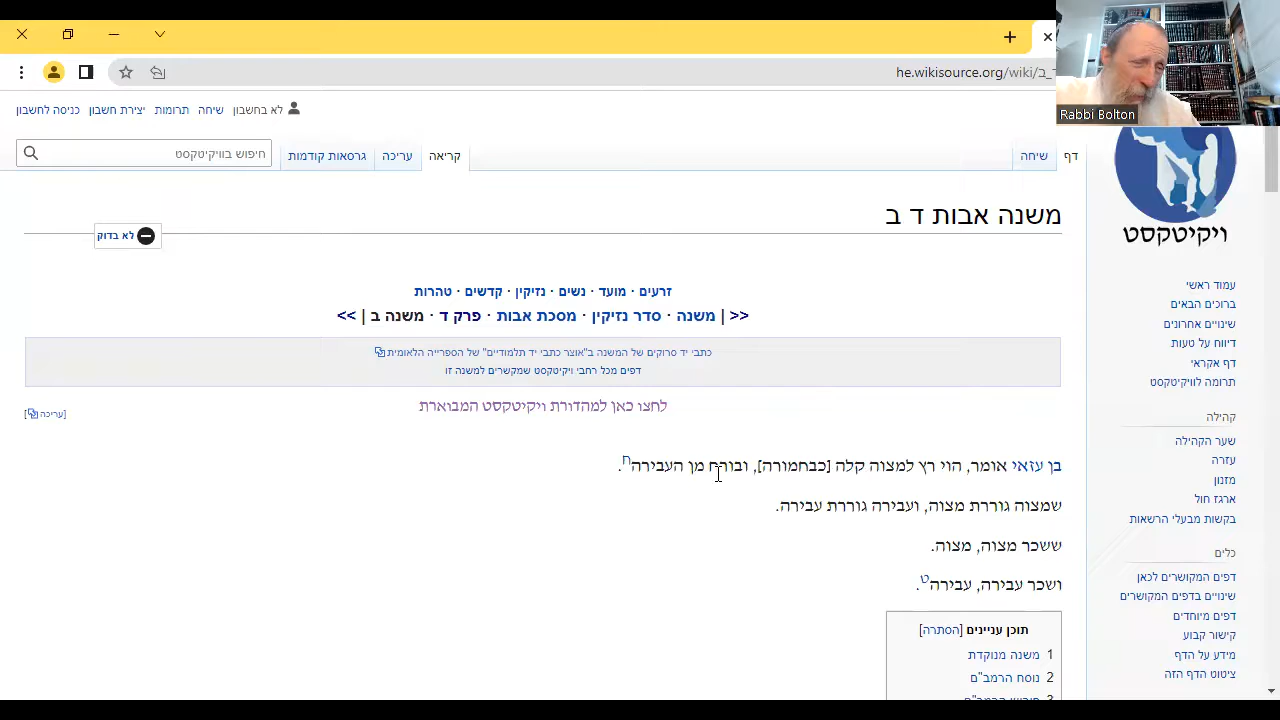 he.wikisource.org/wiki/ב_ד
Rabbi Bolton
לא בחשבון שיחה תרומות יצירת חשבון כניסה לחשבון
דף שיחה קריאה עריכה גרסאות קודמות חיפוש בוויקיטקסט
ויקיטקסט
משנה אבות ד ב
לא בדוק
זרעים · מועד · נשים · נזיקין · קדשים · טהרות
<< | משנה · סדר נזיקין · מסכת אבות · פרק ד · משנה ב | >>
כתבי יד סרוקים של המשנה ב"אוצר כתבי יד תלמודיים" של הספרייה הלאומית
דפים מכל רחבי ויקיטקסט שמקשרים למשנה זו
לחצו כאן למהדורת ויקיטקסט המבוארת
[עריכה]
בן עזאי אומר, הוי רץ למצוה קלה [כבחמורה], ובורח מן העבירהח.
שמצוה גוררת מצוה, ועבירה גוררת עבירה.
ששכר מצוה, מצוה.
ושכר עבירה, עבירהט.
תוכן עניינים [הסתרה]
1 משנה מנוקדת
2 נוסח הרמב"ם
עמוד ראשי
ברוכים הבאים
שינויים אחרונים
דיווח על טעות
דף אקראי
תרומה לוויקיטקסט
קהילה
שער הקהילה
עזרה
מזנון
ארגז חול
בקשות מבעלי הרשאות
כלים
דפים המקושרים לכאן
שינויים בדפים המקושרים
דפים מיוחדים
קישור קבוע
מידע על הדף
ציטוט הדף הזה